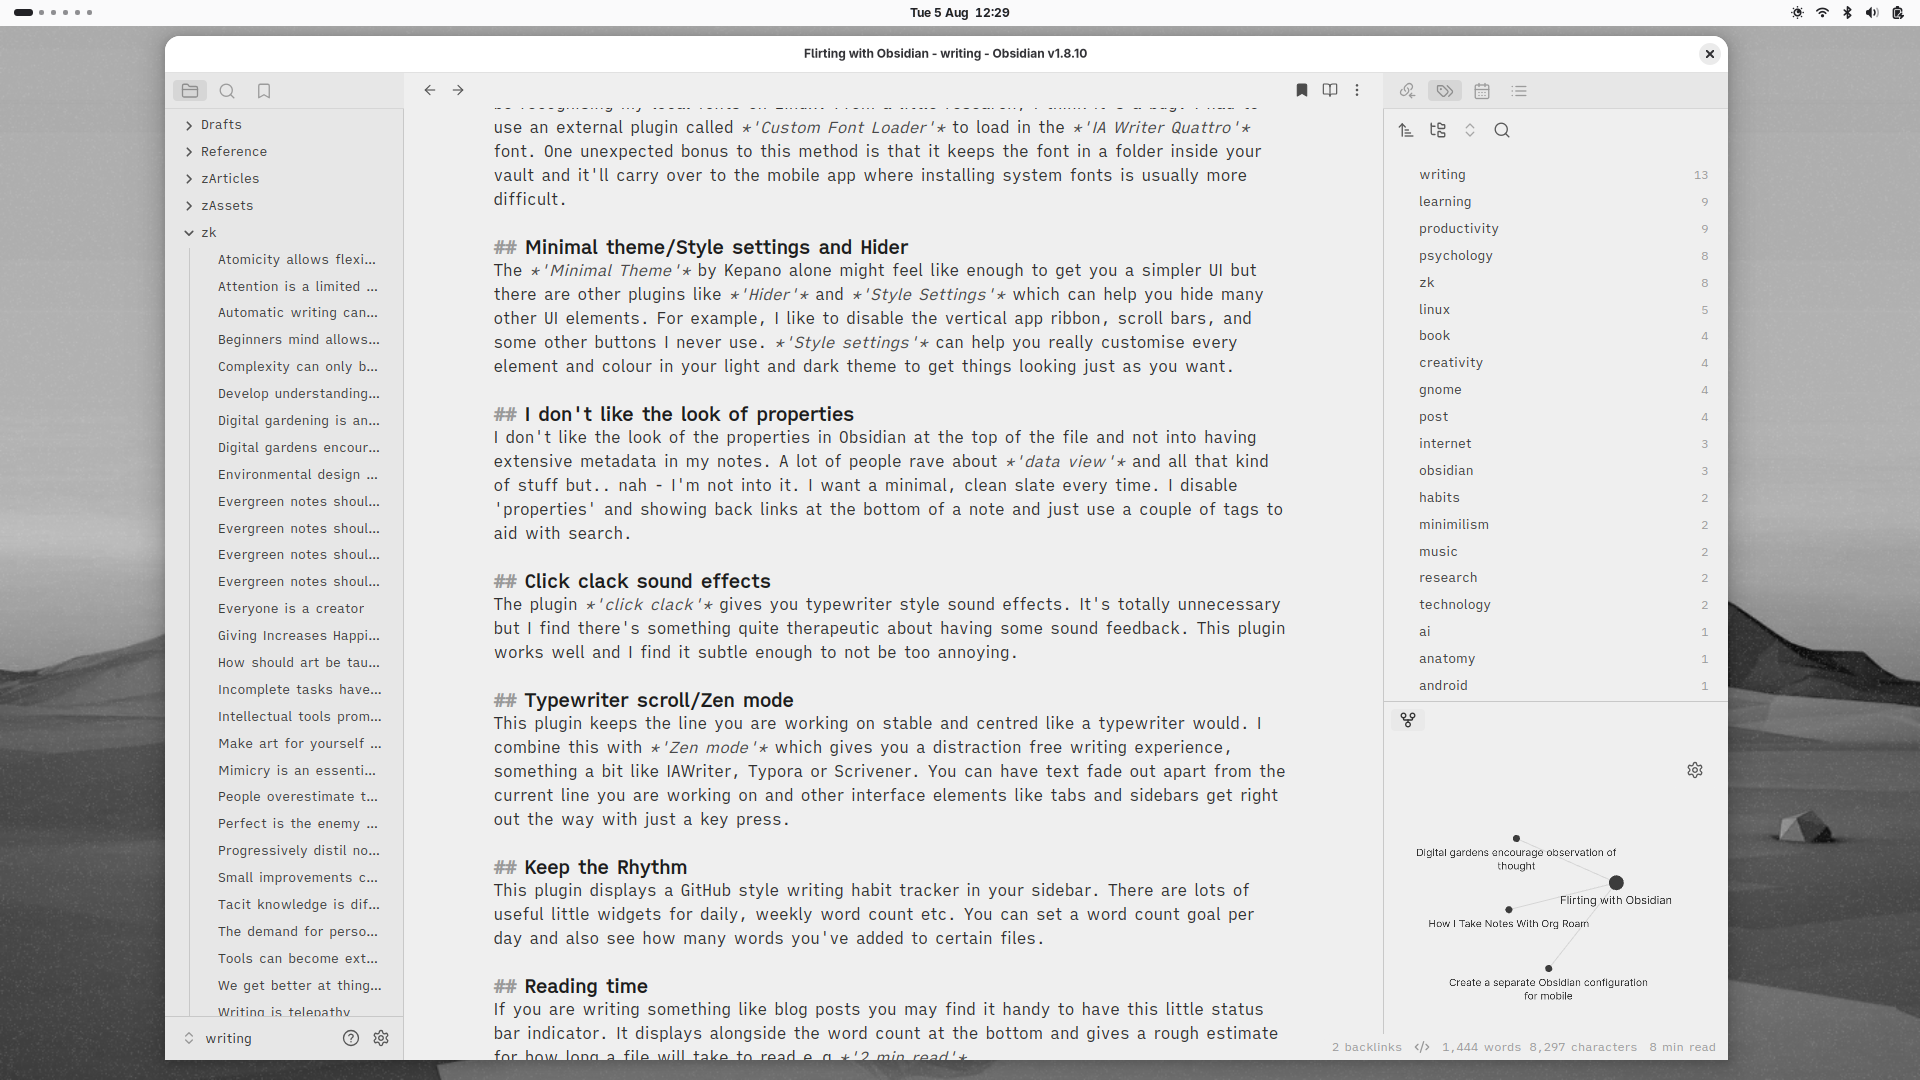 Tue 5 Aug 12:29
Flirting with Obsidian - writing - Obsidian v1.8.10
Drafts
Reference
zArticles
zAssets
zk
Atomicity allows flexi...
Attention is a limited ...
Automatic writing can...
Beginners mind allows...
Complexity can only b...
Develop understanding...
Digital gardening is an...
Digital gardens encour...
Environmental design ...
Evergreen notes shoul...
Evergreen notes shoul...
Evergreen notes shoul...
Evergreen notes shoul...
Everyone is a creator
Giving Increases Happi...
How should art be tau...
Incomplete tasks have...
Intellectual tools prom...
Make art for yourself ...
Mimicry is an essenti...
People overestimate t...
Perfect is the enemy ...
Progressively distil no...
Small improvements c...
Tacit knowledge is dif...
The demand for perso...
Tools can become ext...
We get better at thing...
Writing is telepathy
writing
use an external plugin called *'Custom Font Loader'* to load in the *'IA Writer Quattro'*
font. One unexpected bonus to this method is that it keeps the font in a folder inside your
vault and it'll carry over to the mobile app where installing system fonts is usually more
difficult.
## Minimal theme/Style settings and Hider
The *'Minimal Theme'* by Kepano alone might feel like enough to get you a simpler UI but
there are other plugins like *'Hider'* and *'Style Settings'* which can help you hide many
other UI elements. For example, I like to disable the vertical app ribbon, scroll bars, and
some other buttons I never use. *'Style settings'* can help you really customise every
element and colour in your light and dark theme to get things looking just as you want.
## I don't like the look of properties
I don't like the look of the properties in Obsidian at the top of the file and not into having
extensive metadata in my notes. A lot of people rave about *'data view'* and all that kind
of stuff but.. nah - I'm not into it. I want a minimal, clean slate every time. I disable
'properties' and showing back links at the bottom of a note and just use a couple of tags to
aid with search.
## Click clack sound effects
The plugin *'click clack'* gives you typewriter style sound effects. It's totally unnecessary
but I find there's something quite therapeutic about having some sound feedback. This plugin
works well and I find it subtle enough to not be too annoying.
## Typewriter scroll/Zen mode
This plugin keeps the line you are working on stable and centred like a typewriter would. I
combine this with *'Zen mode'* which gives you a distraction free writing experience,
something a bit like IAWriter, Typora or Scrivener. You can have text fade out apart from the
current line you are working on and other interface elements like tabs and sidebars get right
out the way with just a key press.
## Keep the Rhythm
This plugin displays a GitHub style writing habit tracker in your sidebar. There are lots of
useful little widgets for daily, weekly word count etc. You can set a word count goal per
day and also see how many words you've added to certain files.
## Reading time
If you are writing something like blog posts you may find it handy to have this little status
bar indicator. It displays alongside the word count at the bottom and gives a rough estimate
for how long a file will take to read e.g *'2 min read'*
writing 13
learning 9
productivity 9
psychology 8
zk 8
linux 5
book 4
creativity 4
gnome 4
post 4
internet 3
obsidian 3
habits 2
minimilism 2
music 2
research 2
technology 2
ai 1
anatomy 1
android 1
Digital gardens encourage observation of
thought
Flirting with Obsidian
How I Take Notes With Org Roam
Create a separate Obsidian configuration
for mobile
2 backlinks </> 1,444 words 8,297 characters 8 min read